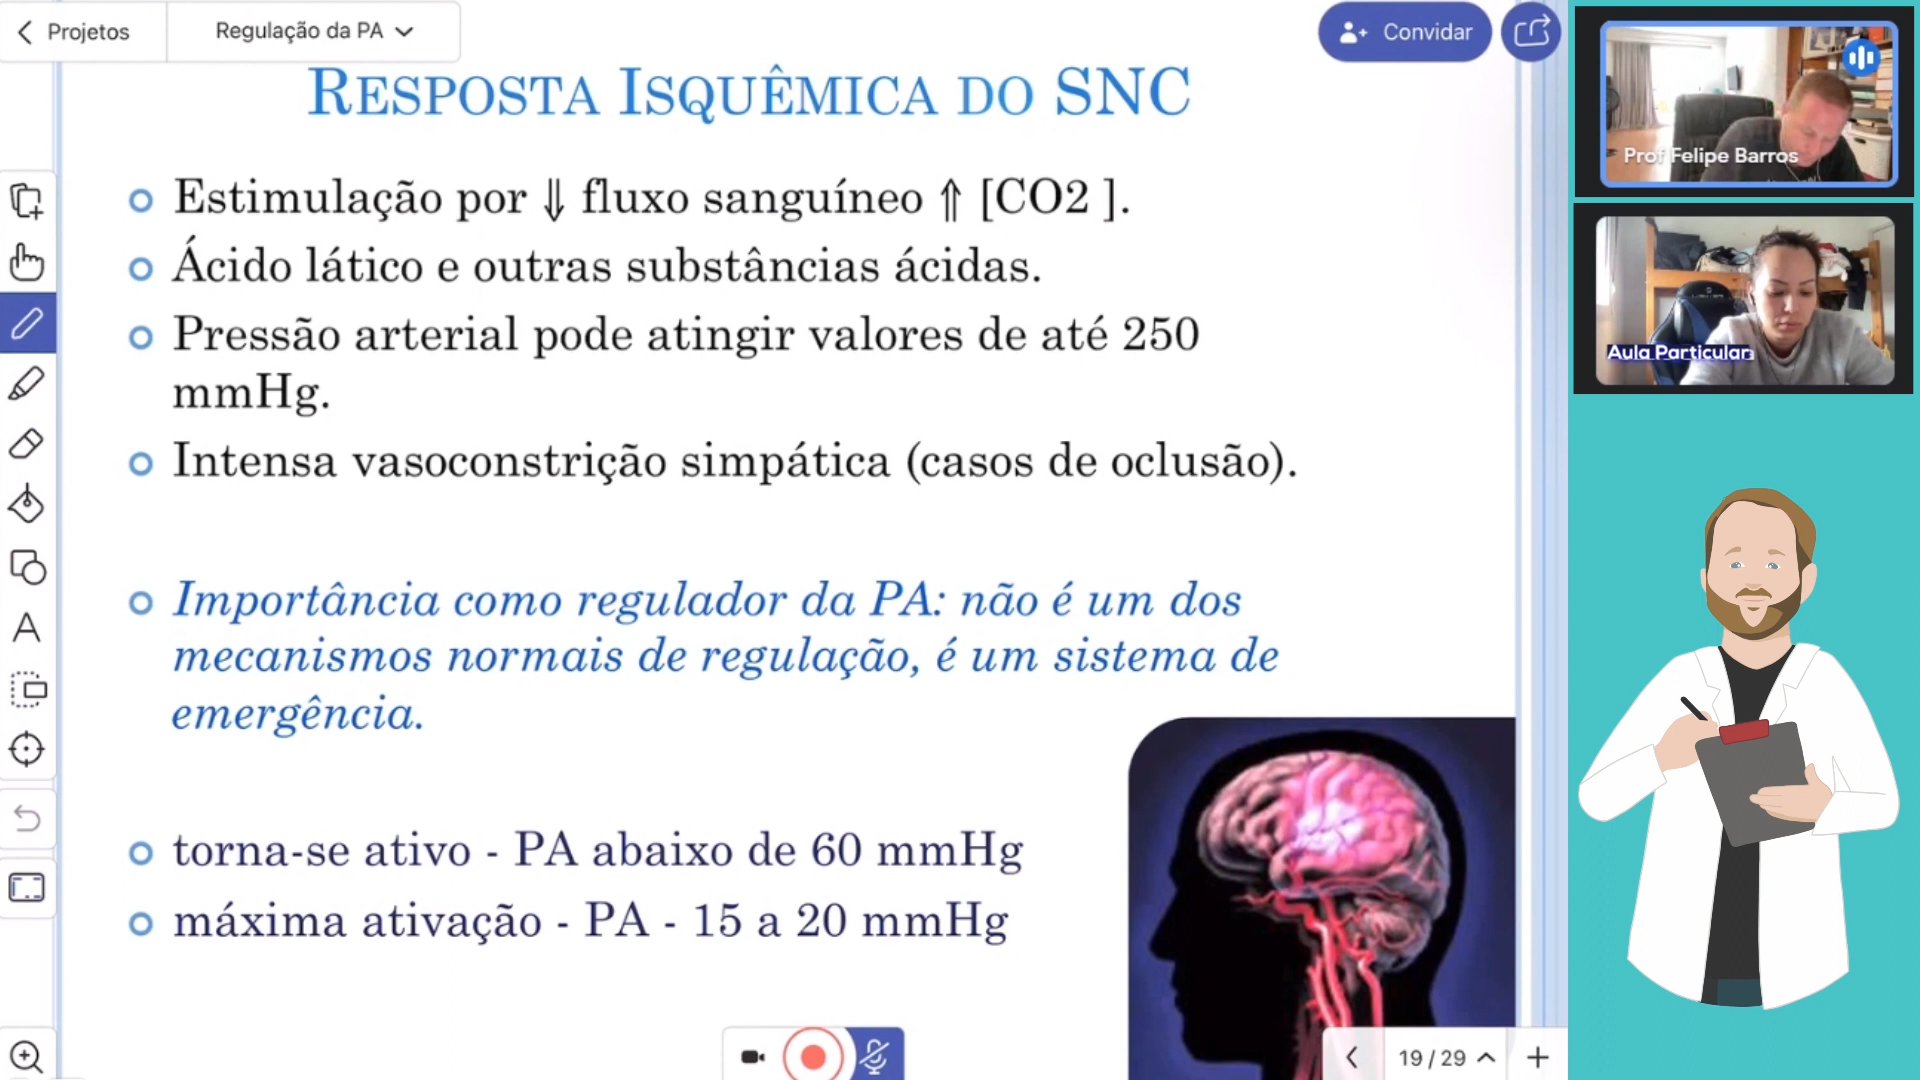 Projetos
Regulação da PA
Convidar
RESPOSTA ISQUÊMICA DO SNC
Estimulação por ⇓ fluxo sanguíneo ⇑ [CO2 ].
Ácido lático e outras substâncias ácidas.
Pressão arterial pode atingir valores de até 250
mmHg.
Intensa vasoconstrição simpática (casos de oclusão).
Importância como regulador da PA: não é um dos
mecanismos normais de regulação, é um sistema de
emergência.
torna-se ativo - PA abaixo de 60 mmHg
máxima ativação - PA - 15 a 20 mmHg
19 / 29
Prof Felipe Barros
Aula Particular